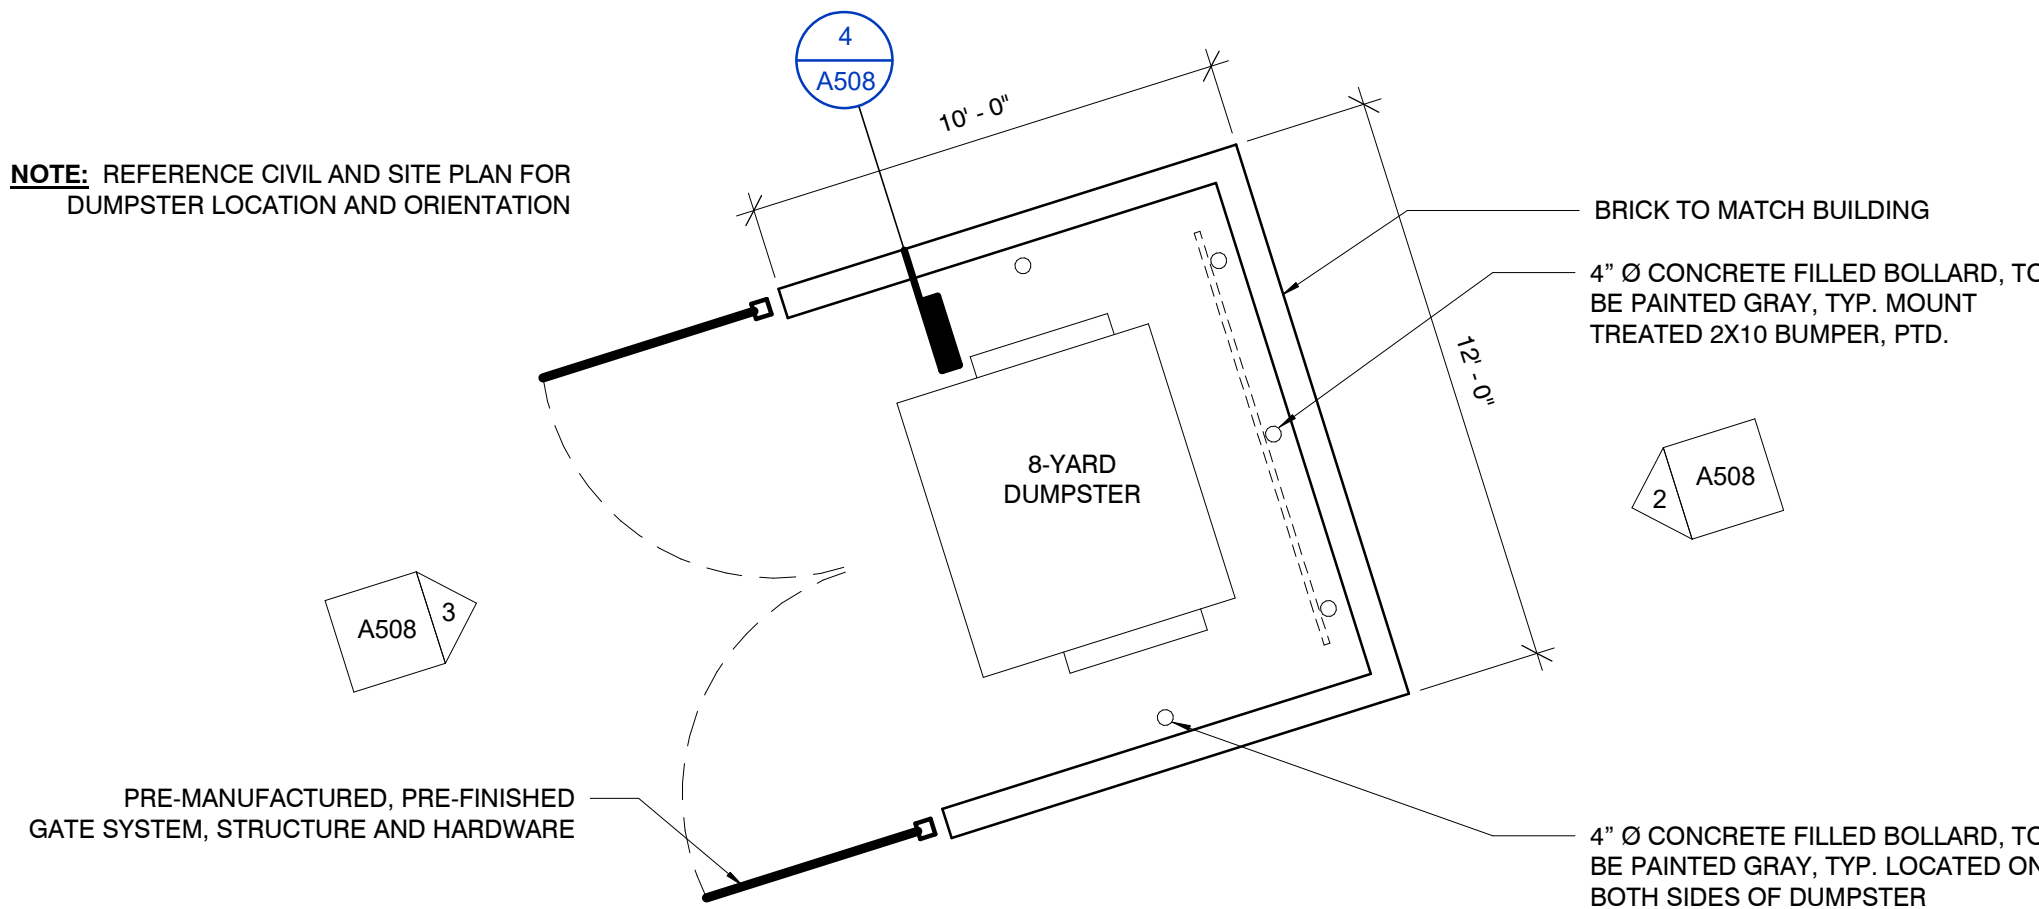 4
A508
10' - 0"
NOTE: REFERENCE CIVIL AND SITE PLAN FOR
DUMPSTER LOCATION AND ORIENTATION
BRICK TO MATCH BUILDING
4” Ø CONCRETE FILLED BOLLARD, TO
BE PAINTED GRAY, TYP. MOUNT
TREATED 2X10 BUMPER, PTD.
12' - 0"
8-YARD
DUMPSTER
2
A508
A508
3
PRE-MANUFACTURED, PRE-FINISHED
GATE SYSTEM, STRUCTURE AND HARDWARE
4” Ø CONCRETE FILLED BOLLARD, TO
BE PAINTED GRAY, TYP. LOCATED ON
BOTH SIDES OF DUMPSTER